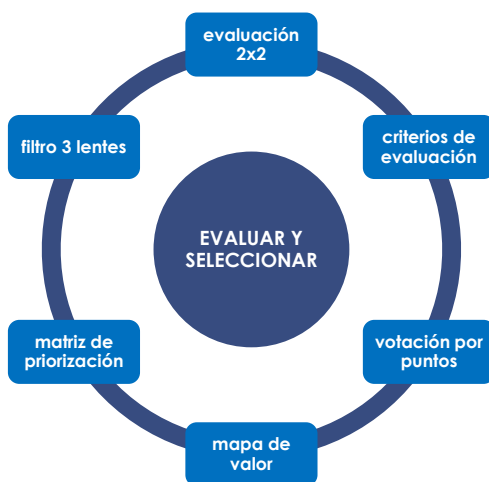 evaluación
2x2
filtro 3 lentes
criterios de
evaluación
EVALUAR Y
SELECCIONAR
matriz de
priorización
votación por
puntos
mapa de
valor